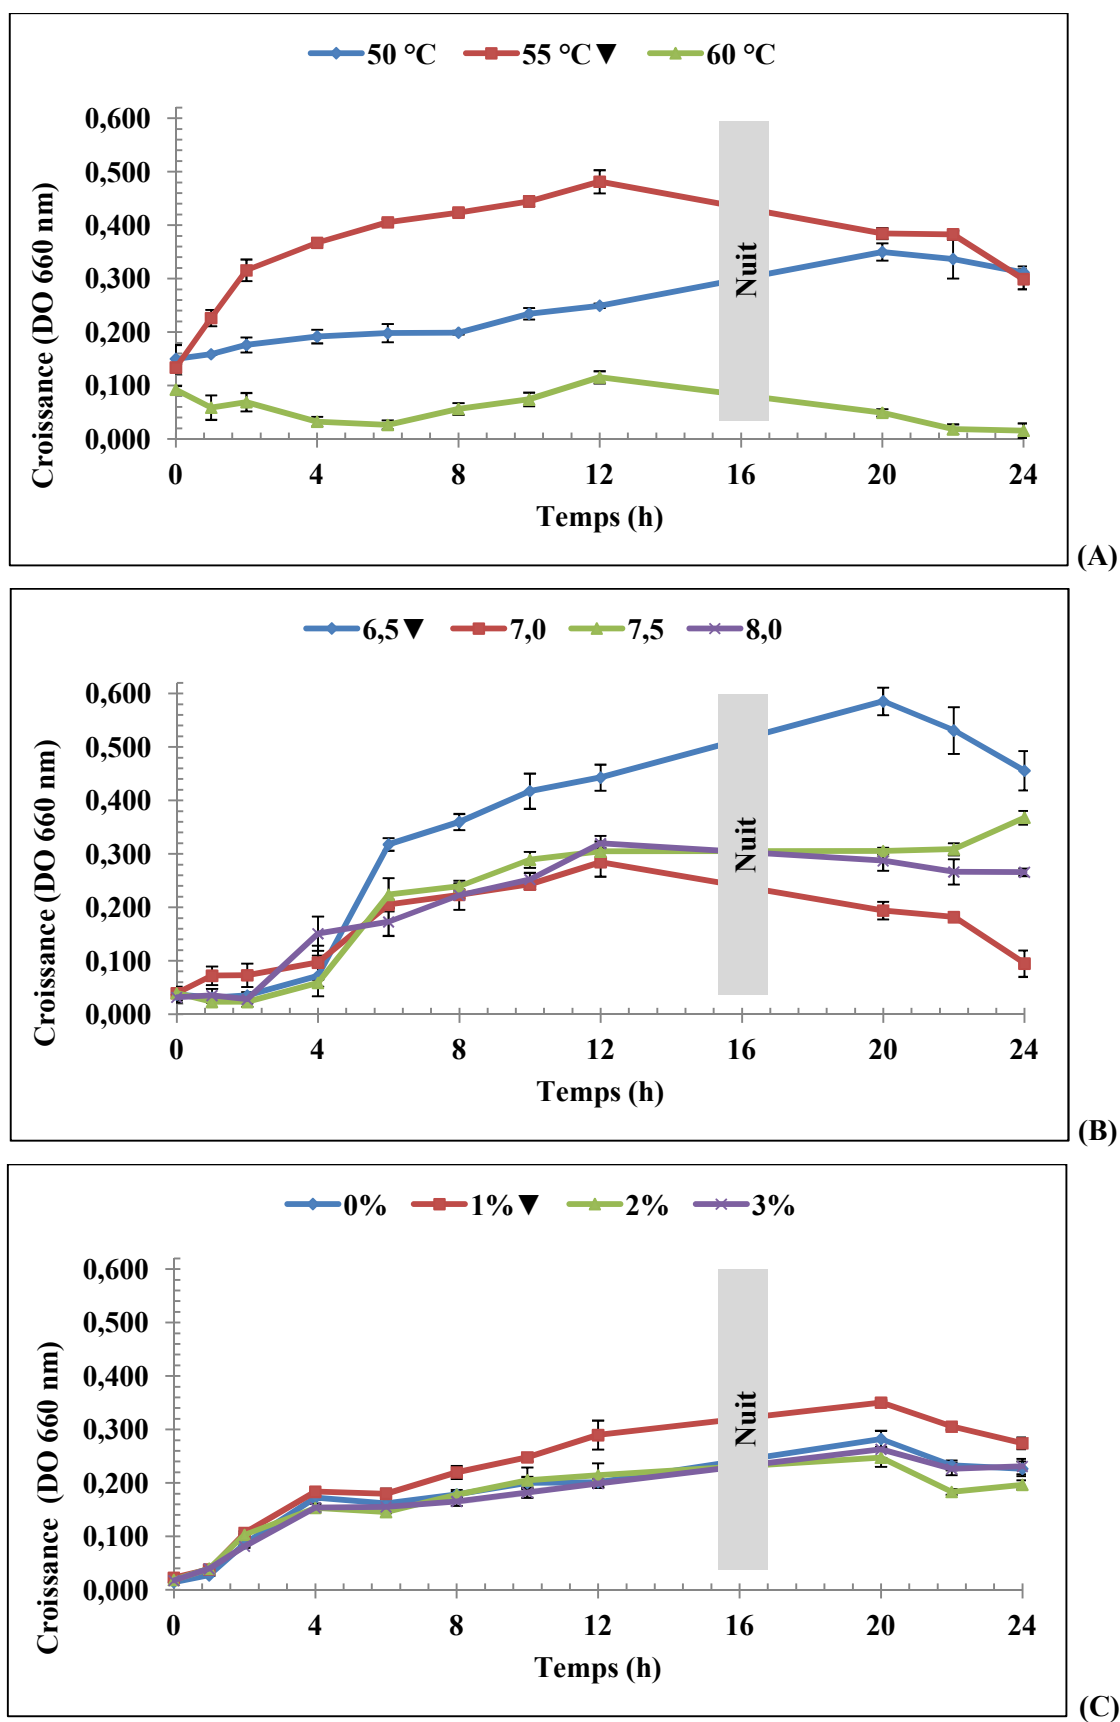 50 °C 55 °C▼ 60 °C
0,600
0,500
0,400
0,300
0,200
0,100
0,000
Croissance (DO 660 nm)
Nuit
0 4 8 12 16 20 24
Temps (h)
(A)
6,5▼ 7,0 7,5 8,0
0,600
0,500
0,400
0,300
0,200
0,100
0,000
Croissance (DO 660 nm)
Nuit
0 4 8 12 16 20 24
Temps (h)
(B)
0% 1%▼ 2% 3%
0,600
0,500
0,400
0,300
0,200
0,100
0,000
Croissance (DO 660 nm)
Nuit
0 4 8 12 16 20 24
Temps (h)
(C)